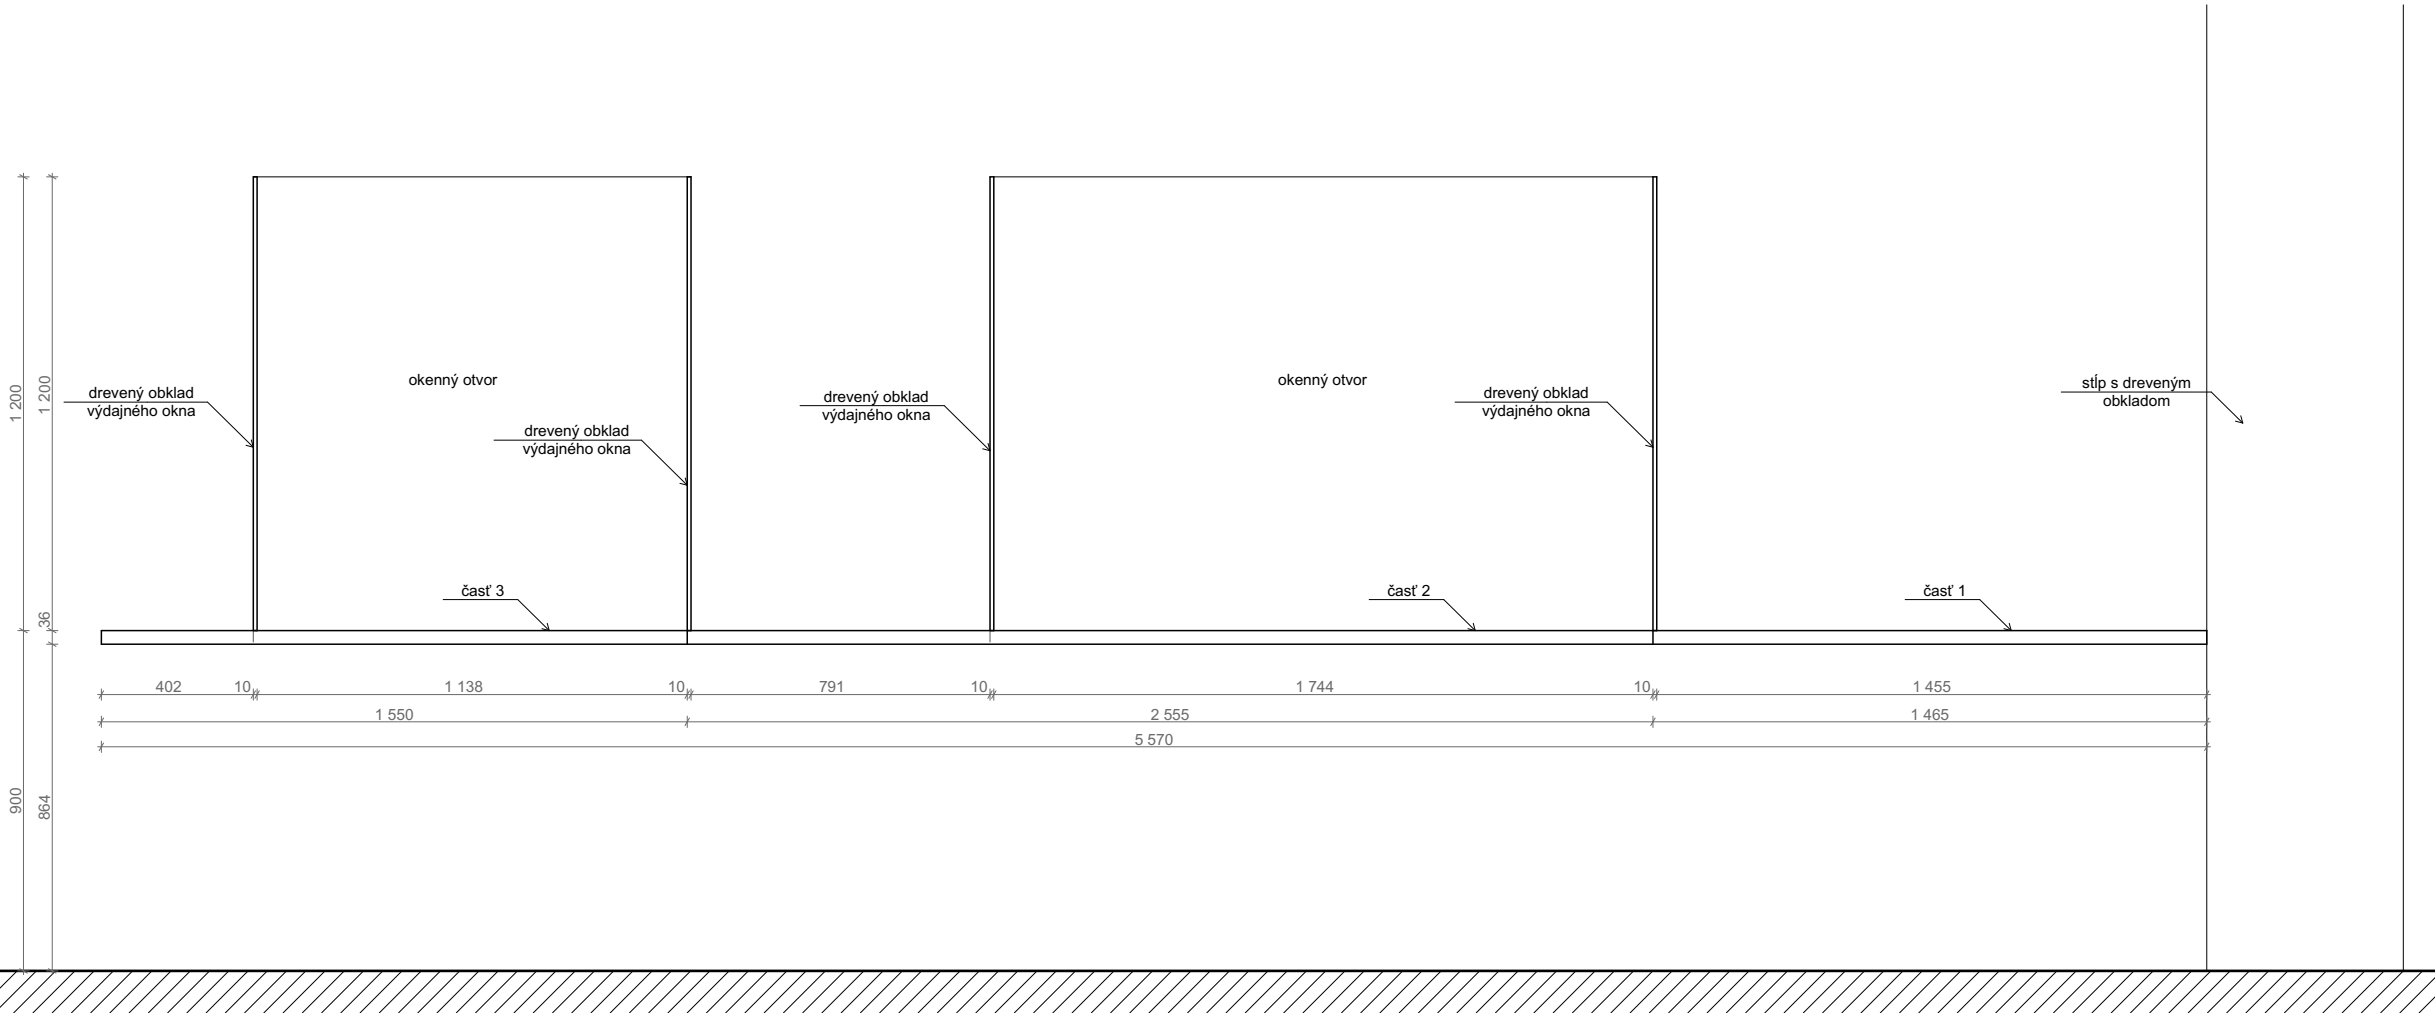 okenný otvor
okenný otvor
drevený obklad
výdajného okna
drevený obklad
výdajného okna
drevený obklad
výdajného okna
drevený obklad
výdajného okna
stĺp s dreveným
obkladom
1 200
1 200
časť 3
časť 2
časť 1
36
402
10
1 138
10
791
10
1 744
10
1 455
1 550
2 555
1 465
5 570
900
864